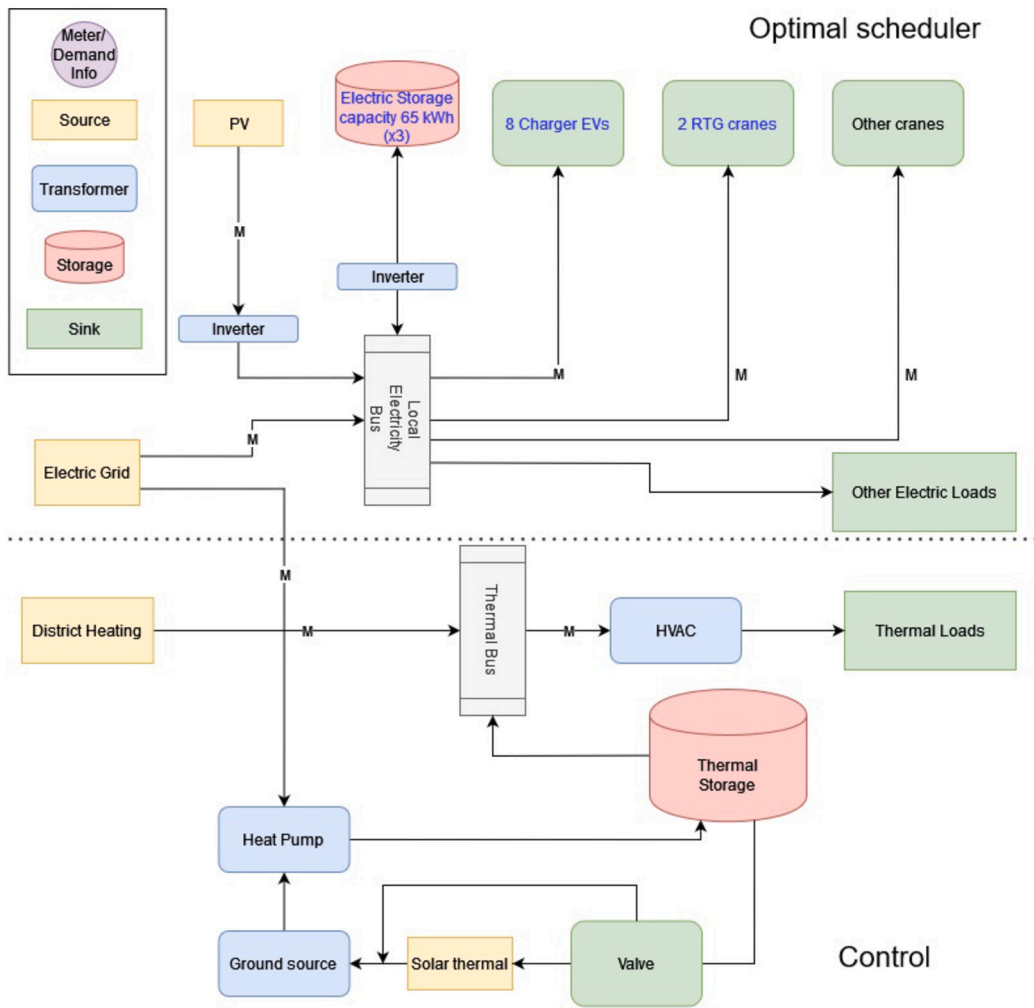 Meter/
Demand
Info
Source
Transformer
Storage
Sink
Optimal scheduler
PV
Electric Storage
capacity 65 kWh
(x3)
8 Charger EVs
2 RTG cranes
Other cranes
M
Inverter
Inverter
M
M
M
Local
Electricity
Bus
M
Electric Grid
Other Electric Loads
M
District Heating
M
Thermal Bus
M
HVAC
Thermal Loads
Thermal
Storage
Heat Pump
Ground source
Solar thermal
Valve
Control